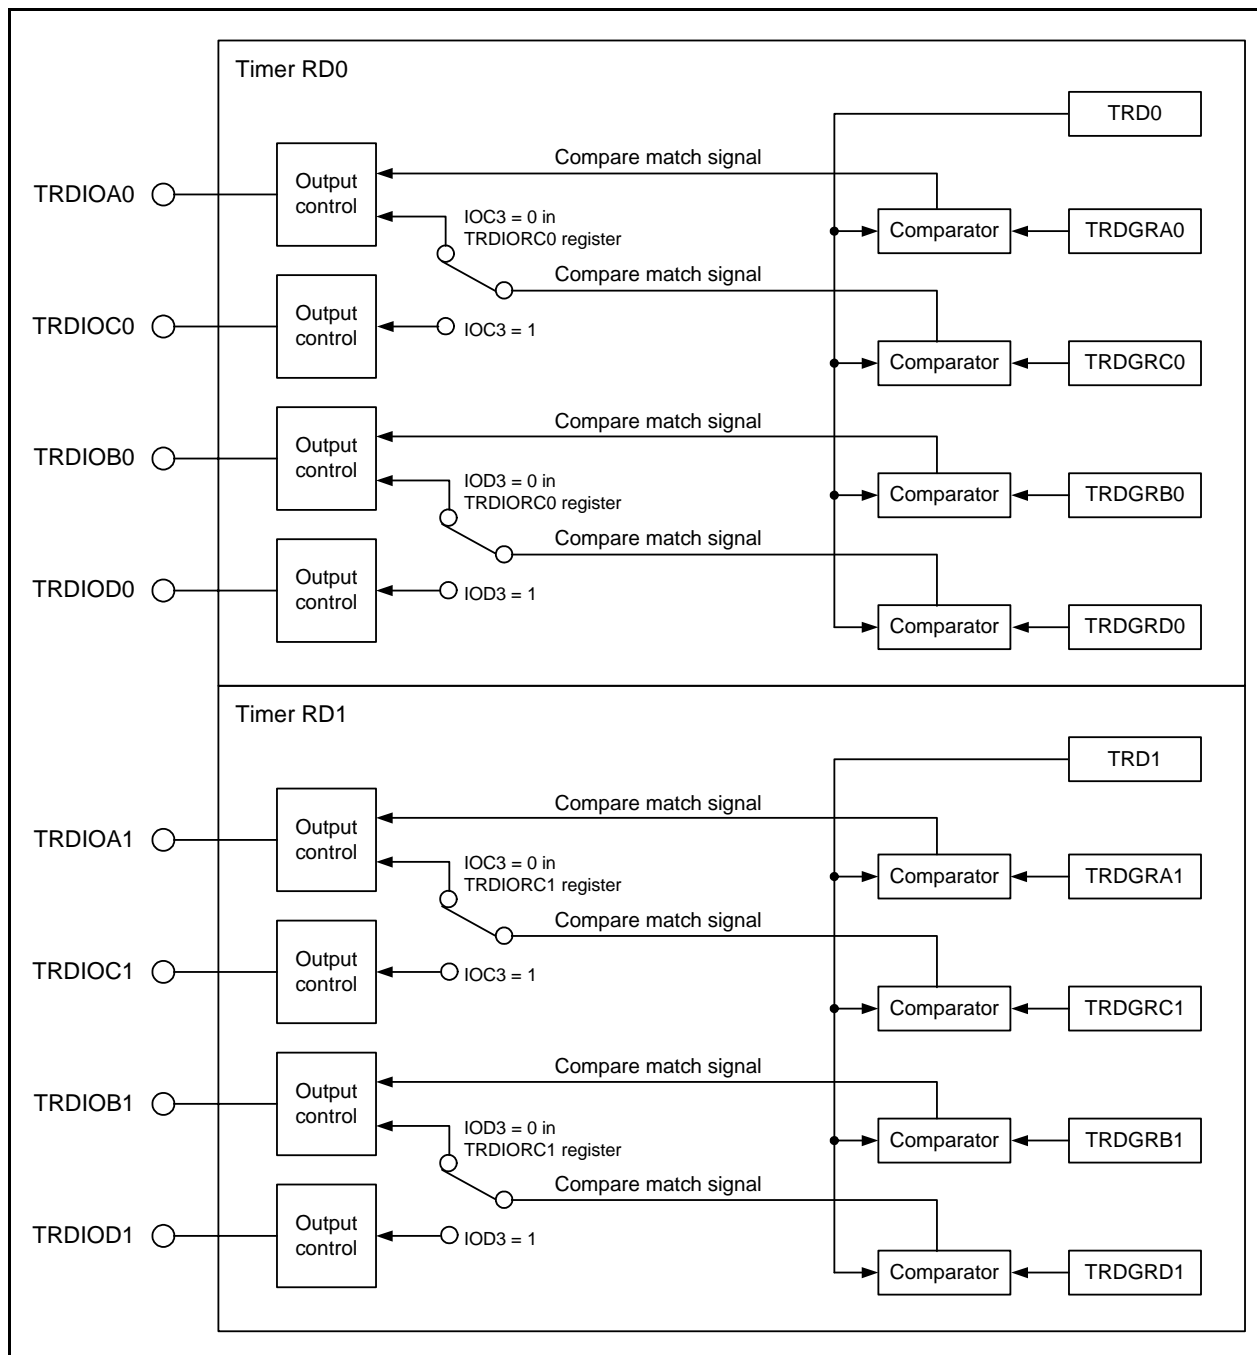 Timer RD0
TRD0
Compare match signal
TRDIOA0
Output
control
IOC3 = 0 in
TRDIORC0 register
Comparator
TRDGRA0
Compare match signal
TRDIOC0
Output
control
IOC3 = 1
Comparator
TRDGRC0
Compare match signal
TRDIOB0
Output
control
IOD3 = 0 in
TRDIORC0 register
Comparator
TRDGRB0
Compare match signal
TRDIOD0
Output
control
IOD3 = 1
Comparator
TRDGRD0
Timer RD1
TRD1
Compare match signal
TRDIOA1
Output
control
IOC3 = 0 in
TRDIORC1 register
Comparator
TRDGRA1
Compare match signal
TRDIOC1
Output
control
IOC3 = 1
Comparator
TRDGRC1
Compare match signal
TRDIOB1
Output
control
IOD3 = 0 in
TRDIORC1 register
Comparator
TRDGRB1
Compare match signal
TRDIOD1
Output
control
IOD3 = 1
Comparator
TRDGRD1